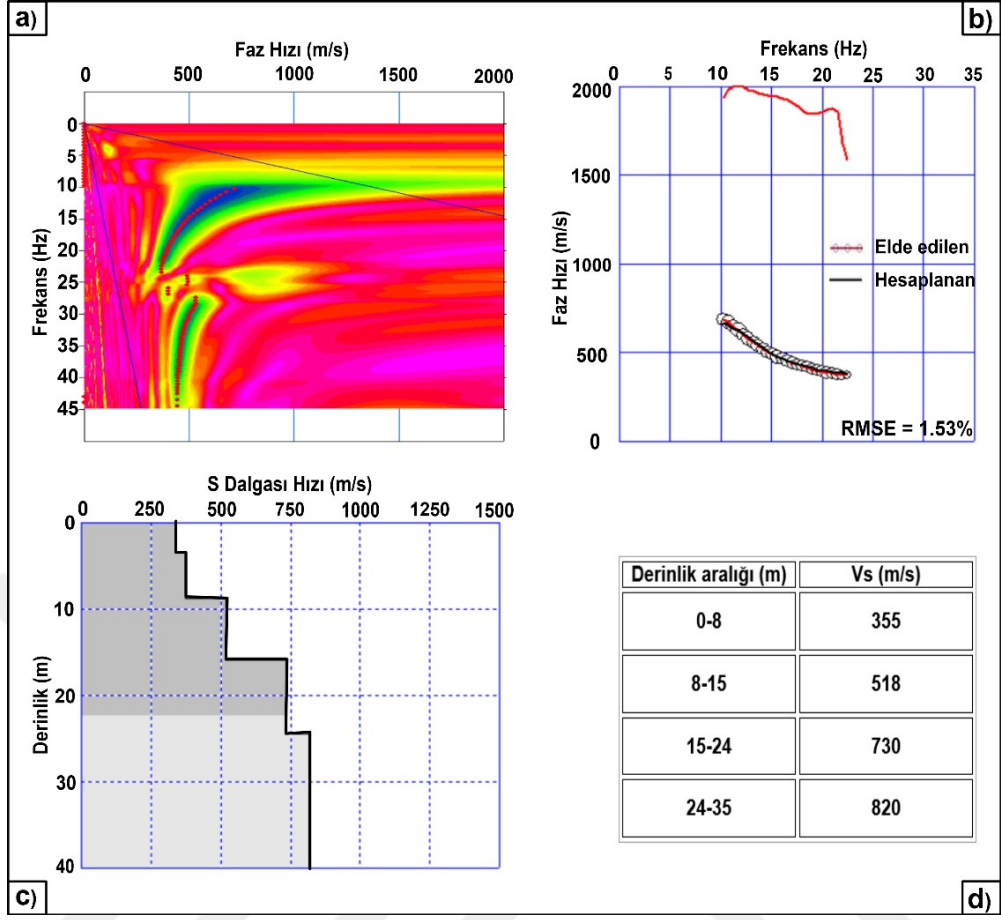 a)
Faz Hızı (m/s)
0 500 1000 1500 2000
Frekans (Hz)
0
5
10
15
20
25
30
35
40
45
b)
Frekans (Hz)
0 5 10 15 20 25 30 35
Faz Hızı (m/s)
2000
1500
1000
500
0
Elde edilen
Hesaplanan
RMSE = 1.53%
c)
S Dalgası Hızı (m/s)
0 250 500 750 1000 1250 1500
Derinlik (m)
0
10
20
30
40
d)
Derinlik aralığı (m) Vs (m/s)
0-8 355
8-15 518
15-24 730
24-35 820